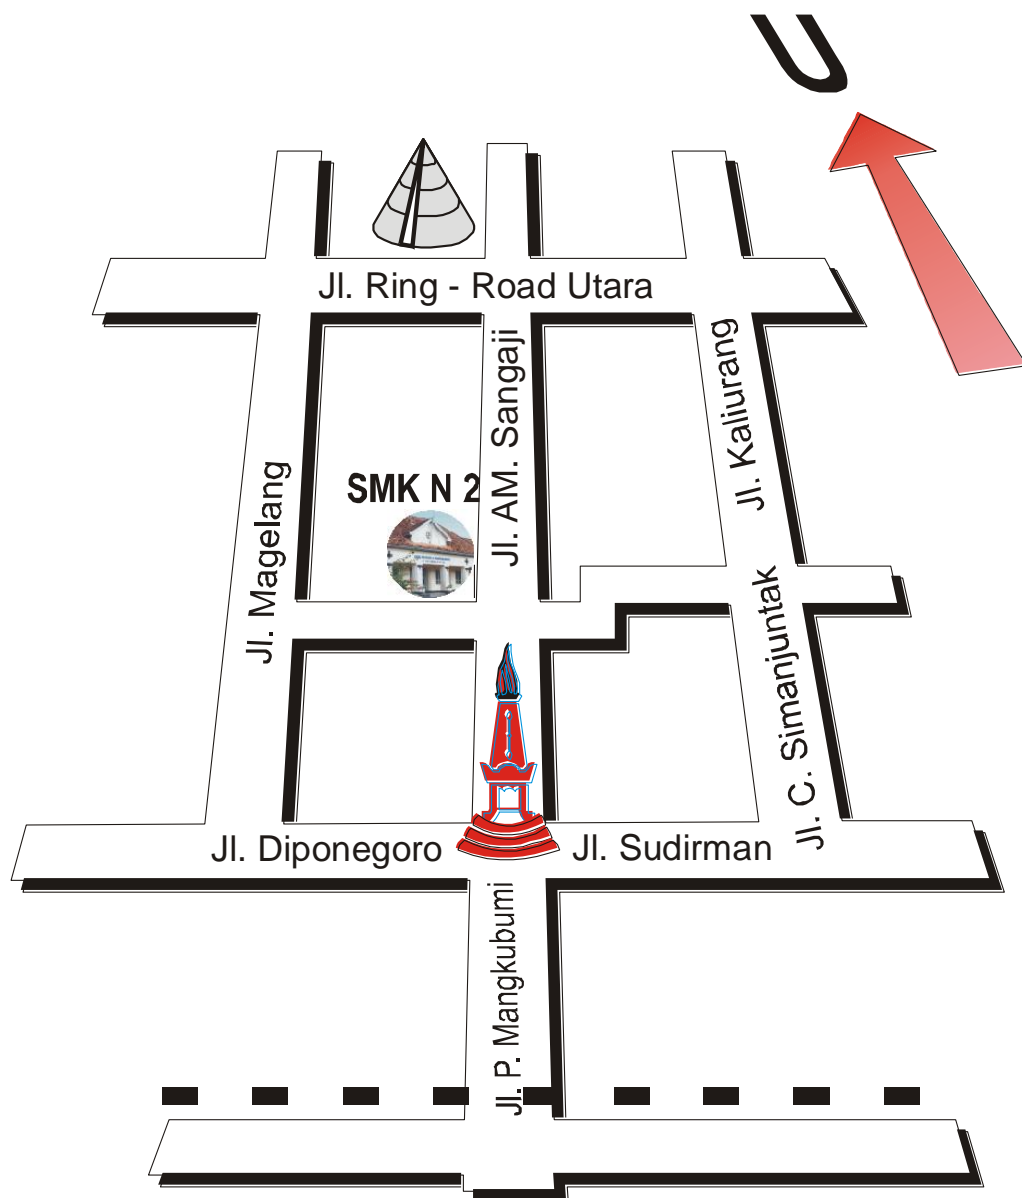 U
Jl. Ring - Road Utara
Jl. AM. Sangaji
Jl. Kaliurang
SMK N 2
Jl. Magelang
Jl. C. Simanjuntak
Jl. Diponegoro
Jl. Sudirman
Jl. P. Mangkubumi